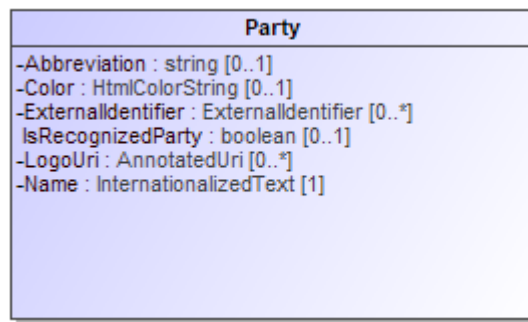 Party
-Abbreviation : string [0..1]
-Color : HtmlColorString [0..1]
-ExternalIdentifier : ExternalIdentifier [0..*]
IsRecognizedParty : boolean [0..1]
-LogoUri : AnnotatedUri [0..*]
-Name : InternationalizedText [1]